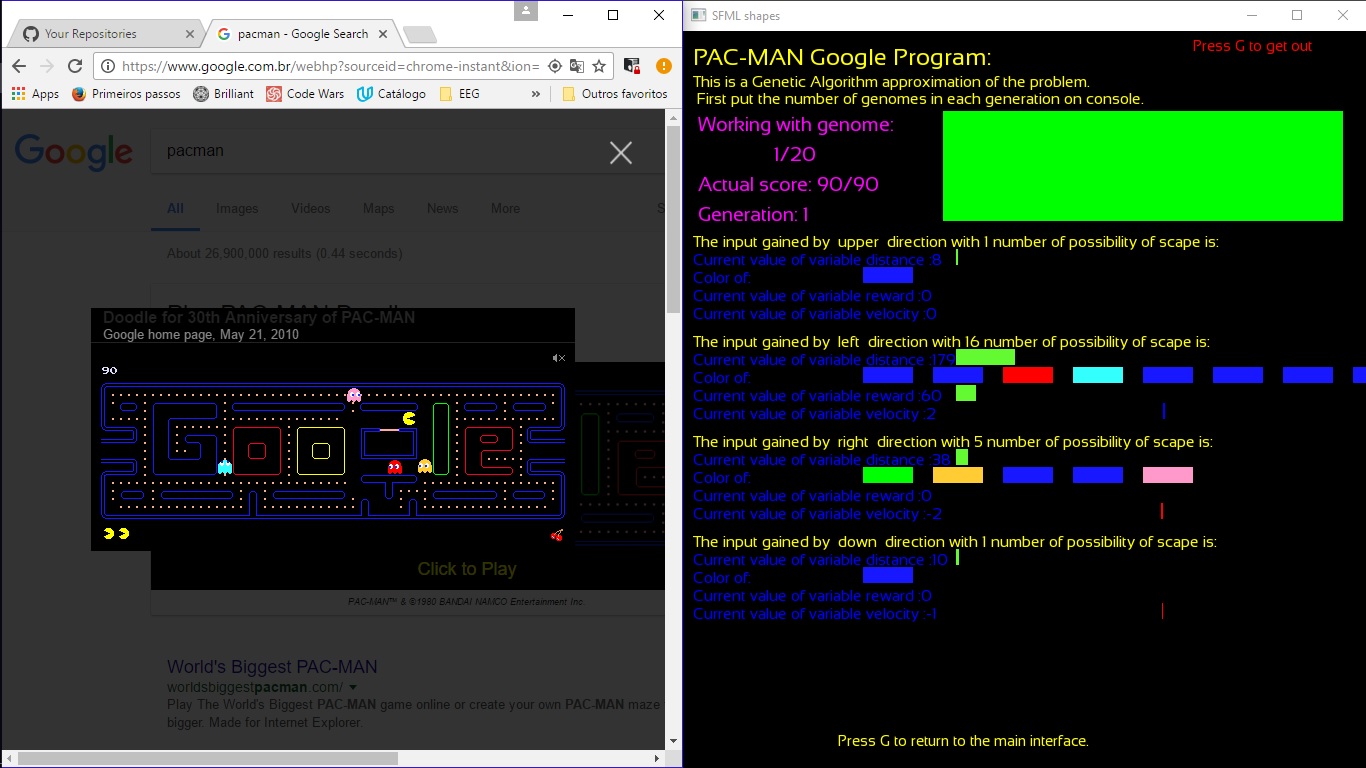 Your Repositories
pacman - Google Search
https://www.google.com.br/webhp?sourceid=chrome-instant&ion=
Apps
Primeiros passos
Brilliant
Code Wars
Catálogo
EEG
»
Outros favoritos
Google
pacman
All
Images
Videos
Maps
News
More
S
About 26,900,000 results (0.44 seconds)
Doodle for 30th Anniversary of PAC-MAN
Google home page, May 21, 2010
90
Click to Play
PAC-MAN™ & ©1980 BANDAI NAMCO Entertainment Inc.
World's Biggest PAC-MAN
worldsbiggestpacman.com/
Play The World's Biggest PAC-MAN game online or create your own PAC-MAN maze
bigger. Made for Internet Explorer.
SFML shapes
Press G to get out
PAC-MAN Google Program:
This is a Genetic Algorithm approximation of the problem.
First put the number of genomes in each generation on console.
Working with genome:
1/20
Actual score: 90/90
Generation: 1
The input gained by upper direction with 1 number of possibility of scape is:
Current value of variable distance :8
Color of:
Current value of variable reward :0
Current value of variable velocity :0
The input gained by left direction with 16 number of possibility of scape is:
Current value of variable distance :179
Color of:
Current value of variable reward :60
Current value of variable velocity :2
The input gained by right direction with 5 number of possibility of scape is:
Current value of variable distance :38
Color of:
Current value of variable reward :0
Current value of variable velocity :-2
The input gained by down direction with 1 number of possibility of scape is:
Current value of variable distance :10
Color of:
Current value of variable reward :0
Current value of variable velocity :-1
Press G to return to the main interface.